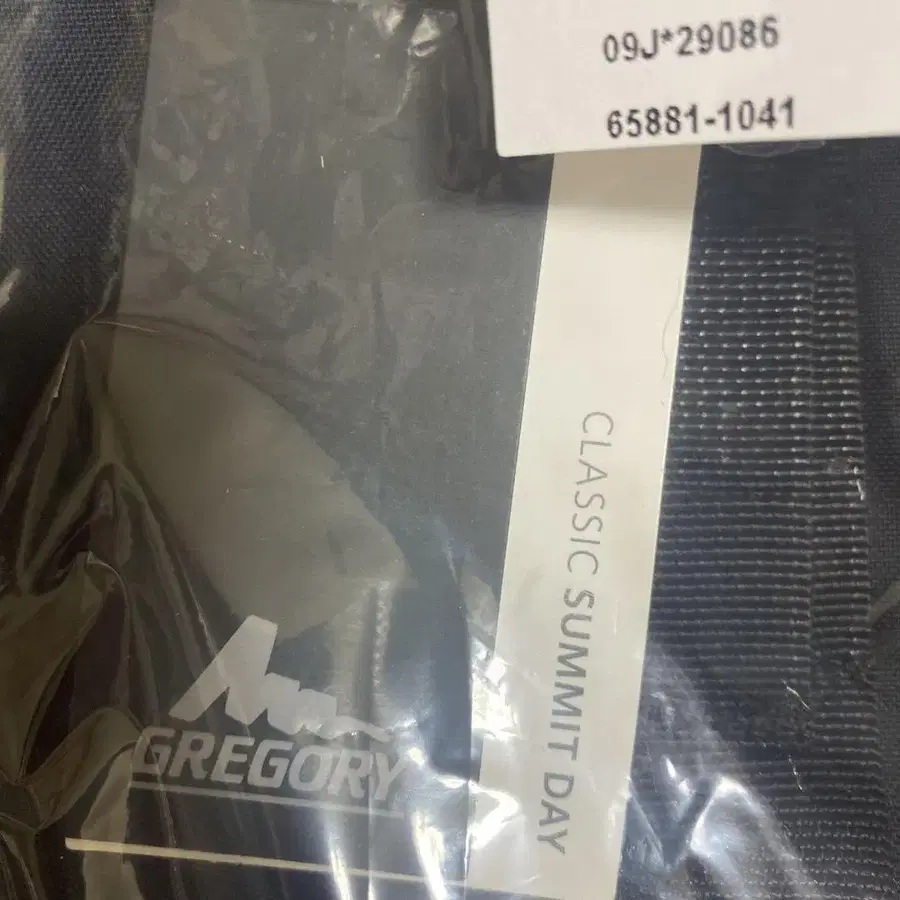 09J*29086
65881-1041
CLASSIC SUMMIT DAY
GREGORY